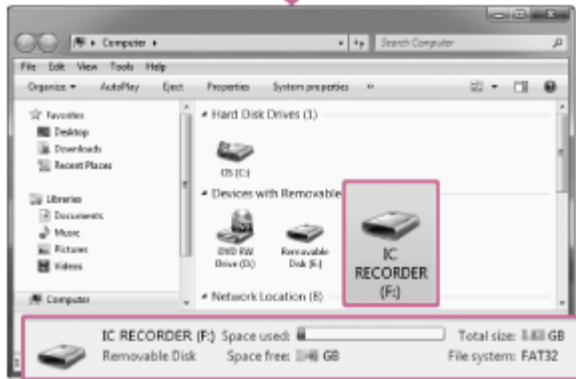 Computer
Search Computer
File Edit View Tools Help
Organize AutoPlay Eject Properties System properties »
Favorites
Desktop
Downloads
Recent Places
Libraries
Documents
Music
Pictures
Videos
Computer
Hard Disk Drives (1)
OS (C:)
Devices with Removable
DVD RW Drive (D:)
Removable Disk (E:)
IC RECORDER (F:)
Network Location (8)
IC RECORDER (F:) Space used: Total size: GB
Removable Disk Space free: GB File system: FAT32